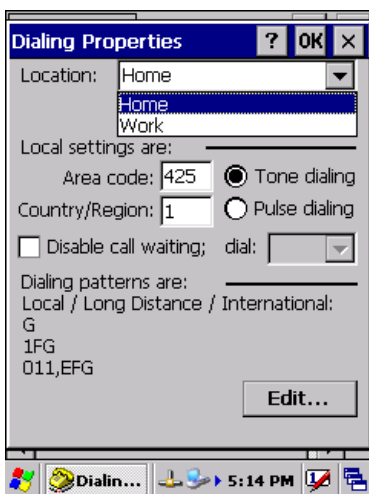 Dialing Properties ? OK ×
Location: Home
Home
Work
Local settings are:
Area code: 425 Tone dialing
Country/Region: 1 Pulse dialing
Disable call waiting; dial:
Dialing patterns are:
Local / Long Distance / International:
G
1FG
011,EFG
Edit...
Dialin... 5:14 PM